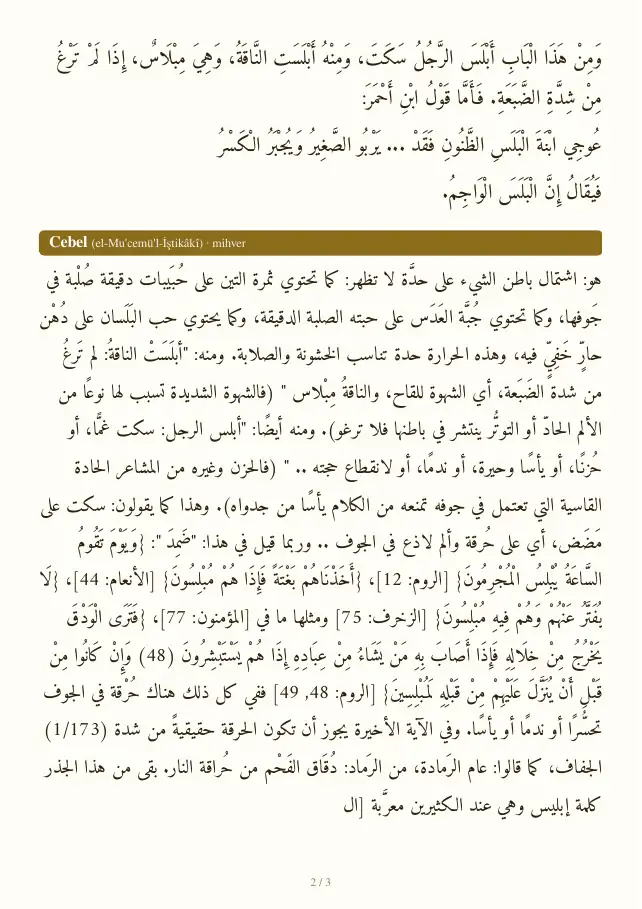 وَمِنْ هَذَا الْبَابِ أَبْلَسَ الرَّجُلُ سَكَتَ، وَمِنْهُ أَبْلَسَتِ النَّاقَةُ، وَهِيَ مِبْلَاسٌ، إِذَا لَمْ تَرْغُ
مِنْ شِدَّةِ الضَّبَعَةِ. فَأَمَّا قَوْلُ ابْنِ أَحْمَرَ:
عُوجِي ابْنَةَ الْبَلَسِ الظَّنُونِ فَقَدْ ... يَرْبُو الصَّغِيرُ وَيُجْبَرُ الْكَسْرُ
فَيُقَالُ إِنَّ الْبَلَسَ الْوَاجِمُ.
Cebel (el-Mu'cemü'l-İştikâkî) · mihver
هو: اشتمال باطن الشيء على حدَّة لا تظهر: كما تحتوي ثمرة التين على حُبَيبات دقيقة صُلْبة في
جَوفها، وكما تحتوي جُبَّة العَدَس على حبته الصلبة الدقيقة، وكما يحتوي حب البَلَسان على دُهْن
حارٍّ خَفِيٍّ فيه، وهذه الحرارة حدة تناسب الخشونة والصلابة. ومنه: "أبلَسَتْ الناقةُ: لم تَرغُ
من شدة الضَبَعة، أي الشهوة للقاح، والناقةُ مِبْلاس " (فالشهوة الشديدة تسبب لها نوعًا من
الألم الحادّ أو التوتُّر ينتشر في باطنها فلا ترغو). ومنه أيضًا: "أبلس الرجل: سكت غمًّا، أو
حُزنًا، أو يأسًا وحيرة، أو ندمًا، أو لانقطاع حجته .. " (فالحزن وغيره من المشاعر الحادة
القاسية التي تعتمل في جوفه تمنعه من الكلام يأسًا من جدواه). وهذا كما يقولون: سكت على
مَضَض، أي على حُرقة وألم لاذع في الجوف .. وربما قيل في هذا: "ضَمِدَ ": {وَيَوْمَ تَقُومُ
السَّاعَةُ يُبْلِسُ الْمُجْرِمُونَ} [الروم: 12]، {أَخَذْنَاهُمْ بَغْتَةً فَإِذَا هُمْ مُبْلِسُونَ} [الأنعام: 44]، {لَا
يُفَتَّرُ عَنْهُمْ وَهُمْ فِيهِ مُبْلِسُونَ} [الزخرف: 75] ومثلها ما في [المؤمنون: 77]، {فَتَرَى الْوَدْقَ
يَخْرُجُ مِنْ خِلَالِهِ فَإِذَا أَصَابَ بِهِ مَنْ يَشَاءُ مِنْ عِبَادِهِ إِذَا هُمْ يَسْتَبْشِرُونَ (48) وَإِنْ كَانُوا مِنْ
قَبْلِ أَنْ يُنَزَّلَ عَلَيْهِمْ مِنْ قَبْلِهِ لَمُبْلِسِينَ} [الروم: 48, 49] ففي كل ذلك هناك حُرْقة في الجوف
تحسُّرًا أو ندمًا أو يأسًا. وفي الآية الأخيرة يجوز أن تكون الحرقة حقيقيةً من شدة (1/173)
الجفاف، كما قالوا: عام الرَمادة، من الرماد: دُقَاق الفَحْم من حُراقة النار. بقى من هذا الجذر
كلمة إبليس وهي عند الكثيرين معرَّبة [ال
2 / 3